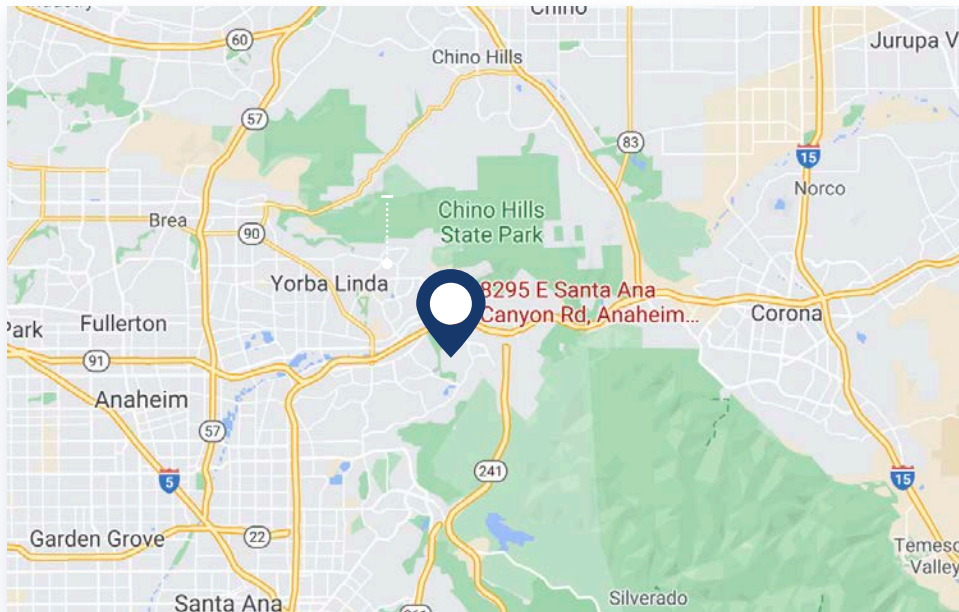 Industry
Chino
60
Jurupa V
Chino Hills
57
83
15
Norco
Chino Hills
State Park
Brea
90
Yorba Linda
8295 E Santa Ana
Canyon Rd, Anaheim...
Corona
Park
Fullerton
91
Anaheim
57
241
5
15
22
Garden Grove
Temesc
Valley
Silverado
Santa Ana